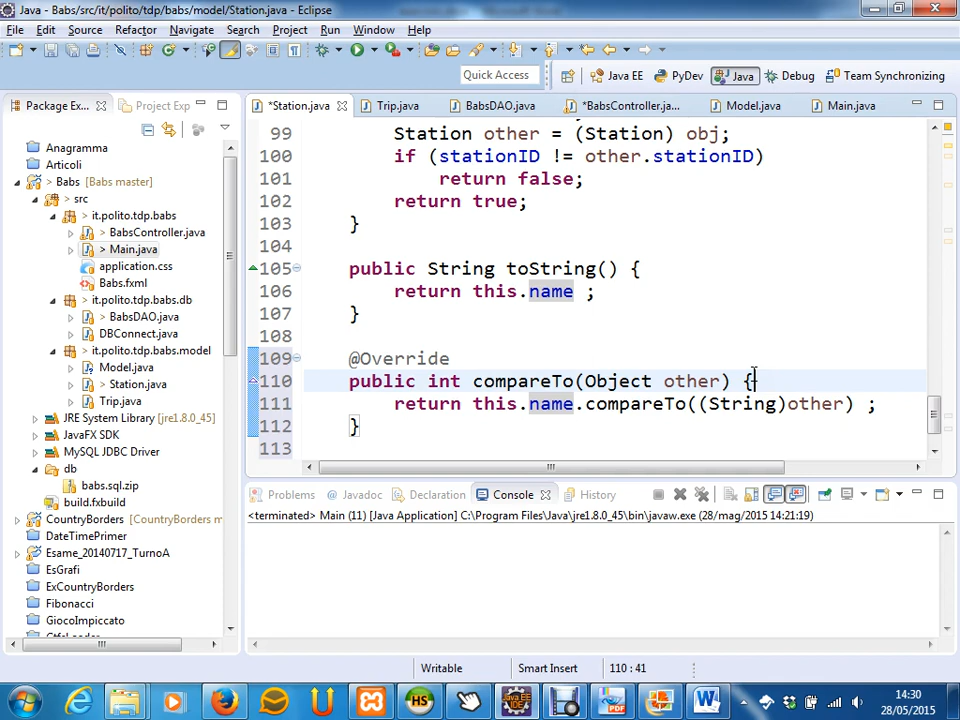 Java - Babs/src/it/polito/tdp/babs/model/Station.java - Eclipse
File Edit Source Refactor Navigate Search Project Run Window Help
Quick Access
Java EE PyDev Java Debug Team Synchronizing
Package Ex... Project Exp
Anagramma
Articoli
> Babs [Babs master]
> src
> it.polito.tdp.babs
> BabsController.java
> Main.java
application.css
Babs.fxml
> it.polito.tdp.babs.db
> BabsDAO.java
DBConnect.java
> it.polito.tdp.babs.model
Model.java
> Station.java
Trip.java
JRE System Library [jre1.8.0_45]
JavaFX SDK
MySQL JDBC Driver
db
babs.sql.zip
build.fxbuild
CountryBorders [CountryBorders m
DateTimePrimer
Esame_20140717_TurnoA
EsGrafi
ExCountryBorders
Fibonacci
GiocoImpiccato
*Station.java Trip.java BabsDAO.java *BabsController.ja... Model.java Main.java
99 Station other = (Station) obj;
100 if (stationID != other.stationID)
101 return false;
102 return true;
103 }
104
105 public String toString() {
106 return this.name ;
107 }
108
109 @Override
110 public int compareTo(Object other) {
111 return this.name.compareTo((String)other) ;
112 }
113
Problems Javadoc Declaration Console History
<terminated> Main (11) [Java Application] C:\Program Files\Java\jre1.8.0_45\bin\javaw.exe (28/mag/2015 14:21:19)
Writable Smart Insert 110 : 41
HS
PDF
W
14:30
28/05/2015